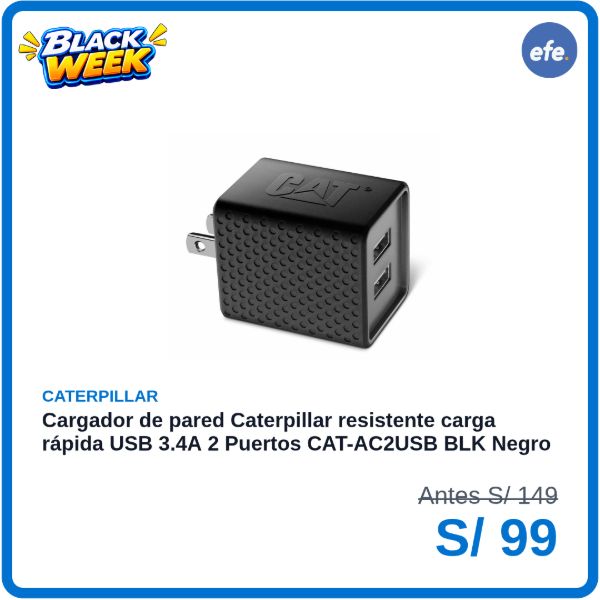 BLACK
WEEK
efe.
CAT®
CATERPILLAR
Cargador de pared Caterpillar resistente carga
rápida USB 3.4A 2 Puertos CAT-AC2USB BLK Negro
Antes S/ 149
S/ 99